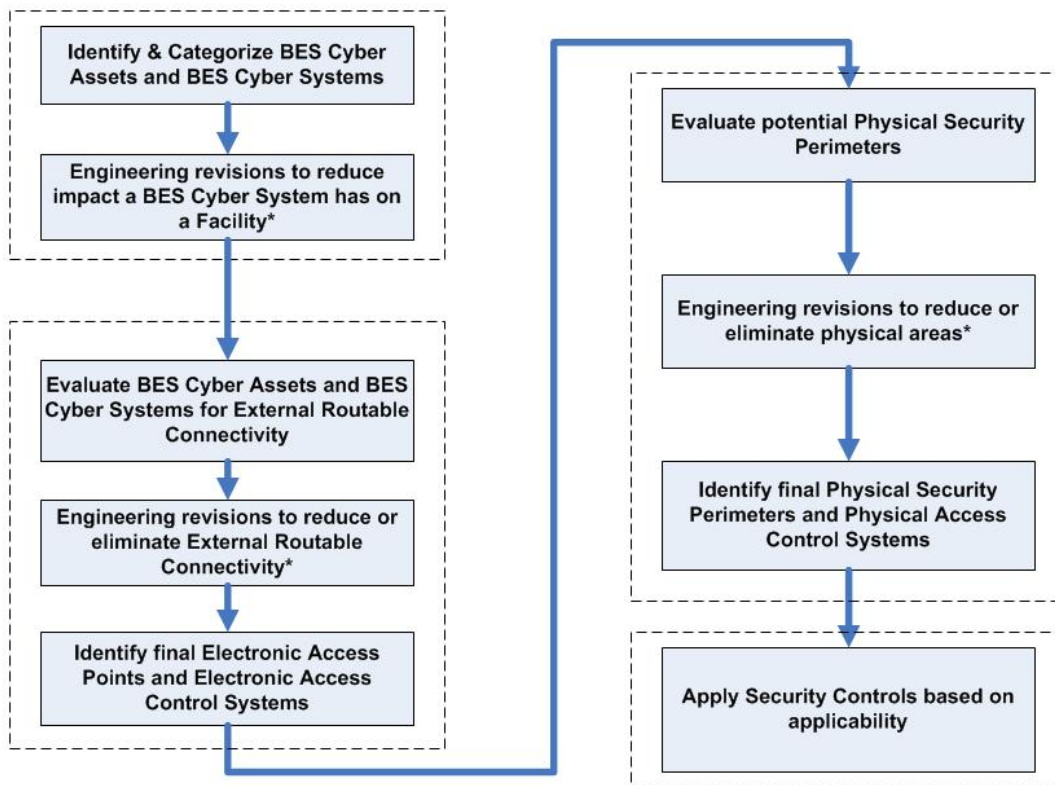 Identify & Categorize BES Cyber
Assets and BES Cyber Systems
Engineering revisions to reduce
impact a BES Cyber System has on
a Facility*
Evaluate BES Cyber Assets and BES
Cyber Systems for External Routable
Connectivity
Engineering revisions to reduce or
eliminate External Routable
Connectivity*
Identify final Electronic Access
Points and Electronic Access
Control Systems
Evaluate potential Physical Security
Perimeters
Engineering revisions to reduce or
eliminate physical areas*
Identify final Physical Security
Perimeters and Physical Access
Control Systems
Apply Security Controls based on
applicability